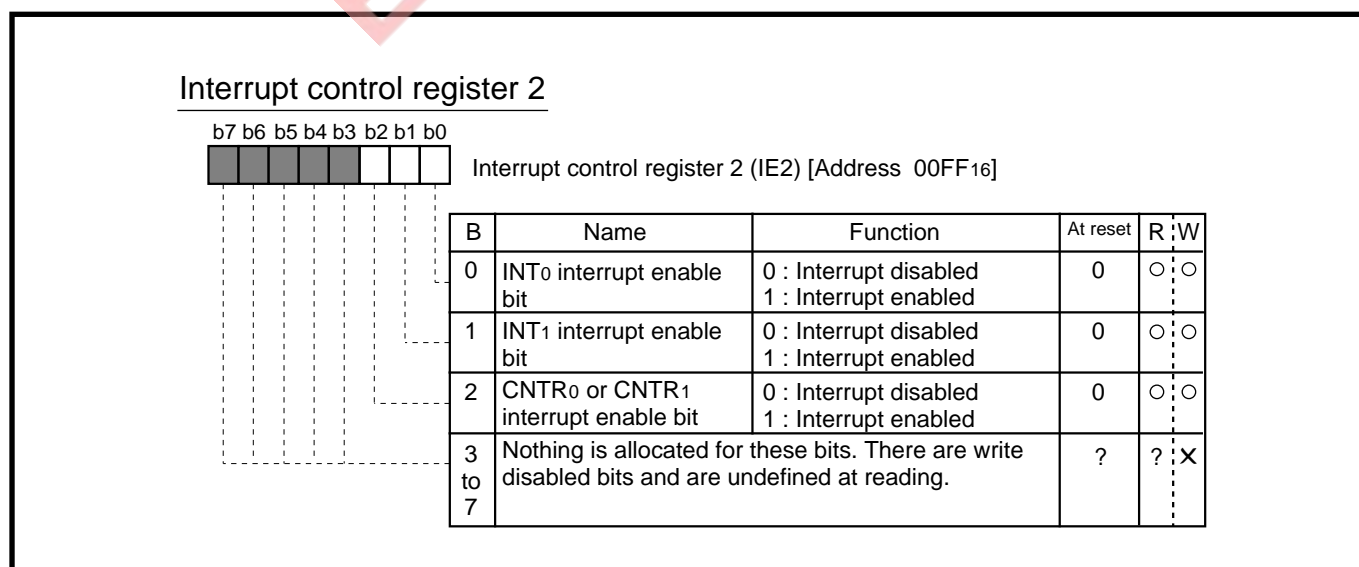 Interrupt control register 2
b7 b6 b5 b4 b3 b2 b1 b0
Interrupt control register 2 (IE2) [Address 00FF16]
B Name Function At reset R W
0 INT0 interrupt enable bit 0 : Interrupt disabled 1 : Interrupt enabled 0 ○ ○
1 INT1 interrupt enable bit 0 : Interrupt disabled 1 : Interrupt enabled 0 ○ ○
2 CNTR0 or CNTR1 interrupt enable bit 0 : Interrupt disabled 1 : Interrupt enabled 0 ○ ○
3 to 7 Nothing is allocated for these bits. There are write disabled bits and are undefined at reading. ? ? ×